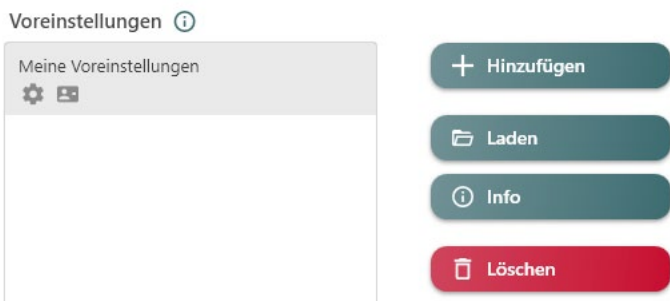 Voreinstellungen
Meine Voreinstellungen
Hinzufügen
Laden
Info
Löschen